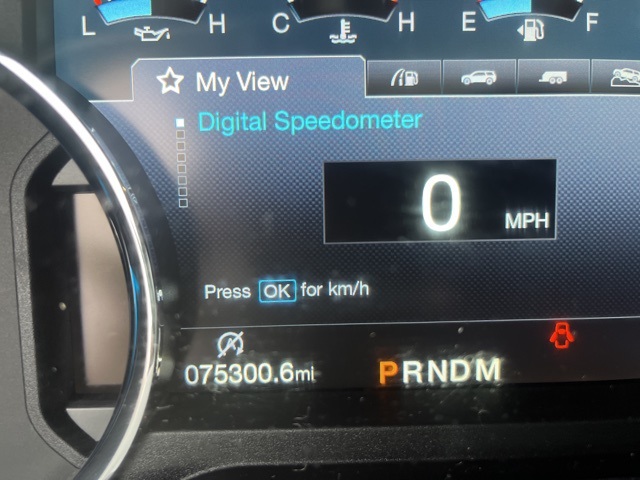 L H C H E F
My View
Digital Speedometer
0 MPH
Press OK for km/h
A
075300.6mi PRNDM